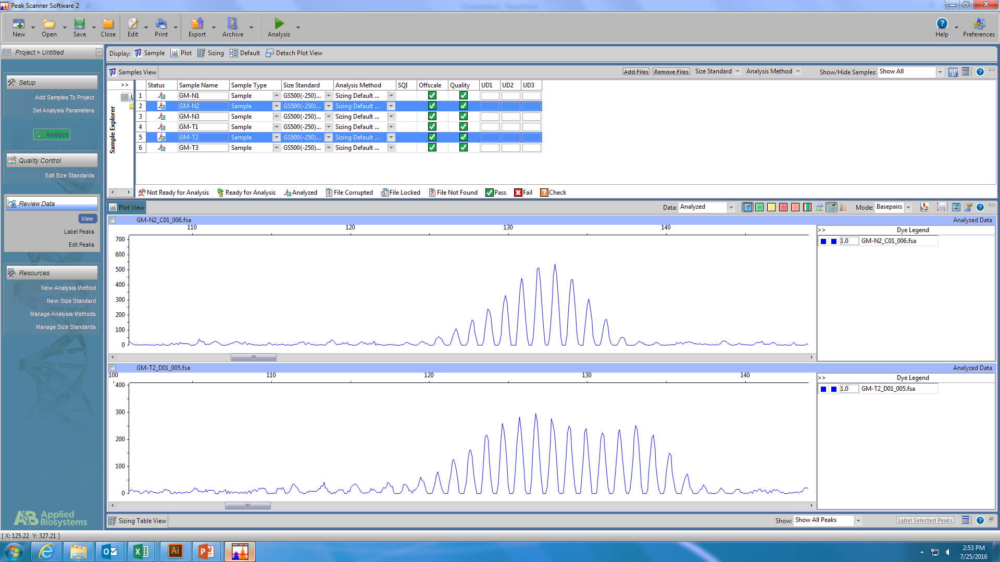 Peak Scanner Software 2
New Open Save Close Edit Print Export Archive Analysis Help Preferences
Project > Untitled
Setup
Add Samples To Project
Set Analysis Parameters
Analyze
Quality Control
Edit Size Standards
Review Data
View
Label Peaks
Edit Peaks
Resources
New Analysis Method
New Size Standard
Manage Analysis Methods
Manage Size Standards
AB Applied
Biosystems
Display: Sample Plot Sizing Default Detach Plot View
Samples View Add Files Remove Files Size Standard Analysis Method Show/Hide Samples: Show All
>> Status Sample Name Sample Type Size Standard Analysis Method SQI Offscale Quality UD1 UD2 UD3
Sample Explorer
1 GM-N1 Sample GS500(-250)... Sizing Default ...
2 GM-N2 Sample GS500(-250)... Sizing Default ...
3 GM-N3 Sample GS500(-250)... Sizing Default ...
4 GM-T1 Sample GS500(-250)... Sizing Default ...
5 GM-T2 Sample GS500(-250)... Sizing Default ...
6 GM-T3 Sample GS500(-250)... Sizing Default ...
Not Ready for Analysis Ready for Analysis Analyzed File Corrupted File Locked File Not Found Pass Fail Check
Plot View Data: Analyzed Mode: Basepairs
GM-N2_C01_006.fsa Analyzed Data
110 120 130 140
700
600
500
400
300
200
100
0
>> Dye Legend
1.0 GM-N2_C01_006.fsa
GM-T2_D01_005.fsa Analyzed Data
100 110 120 130 140
400
300
200
100
0
>> Dye Legend
1.0 GM-T2_D01_005.fsa
Sizing Table View Show: Show All Peaks Label Selected Peaks
[ X: 125.22 Y: 327.21 ]
Ai
2:53 PM
7/25/2016